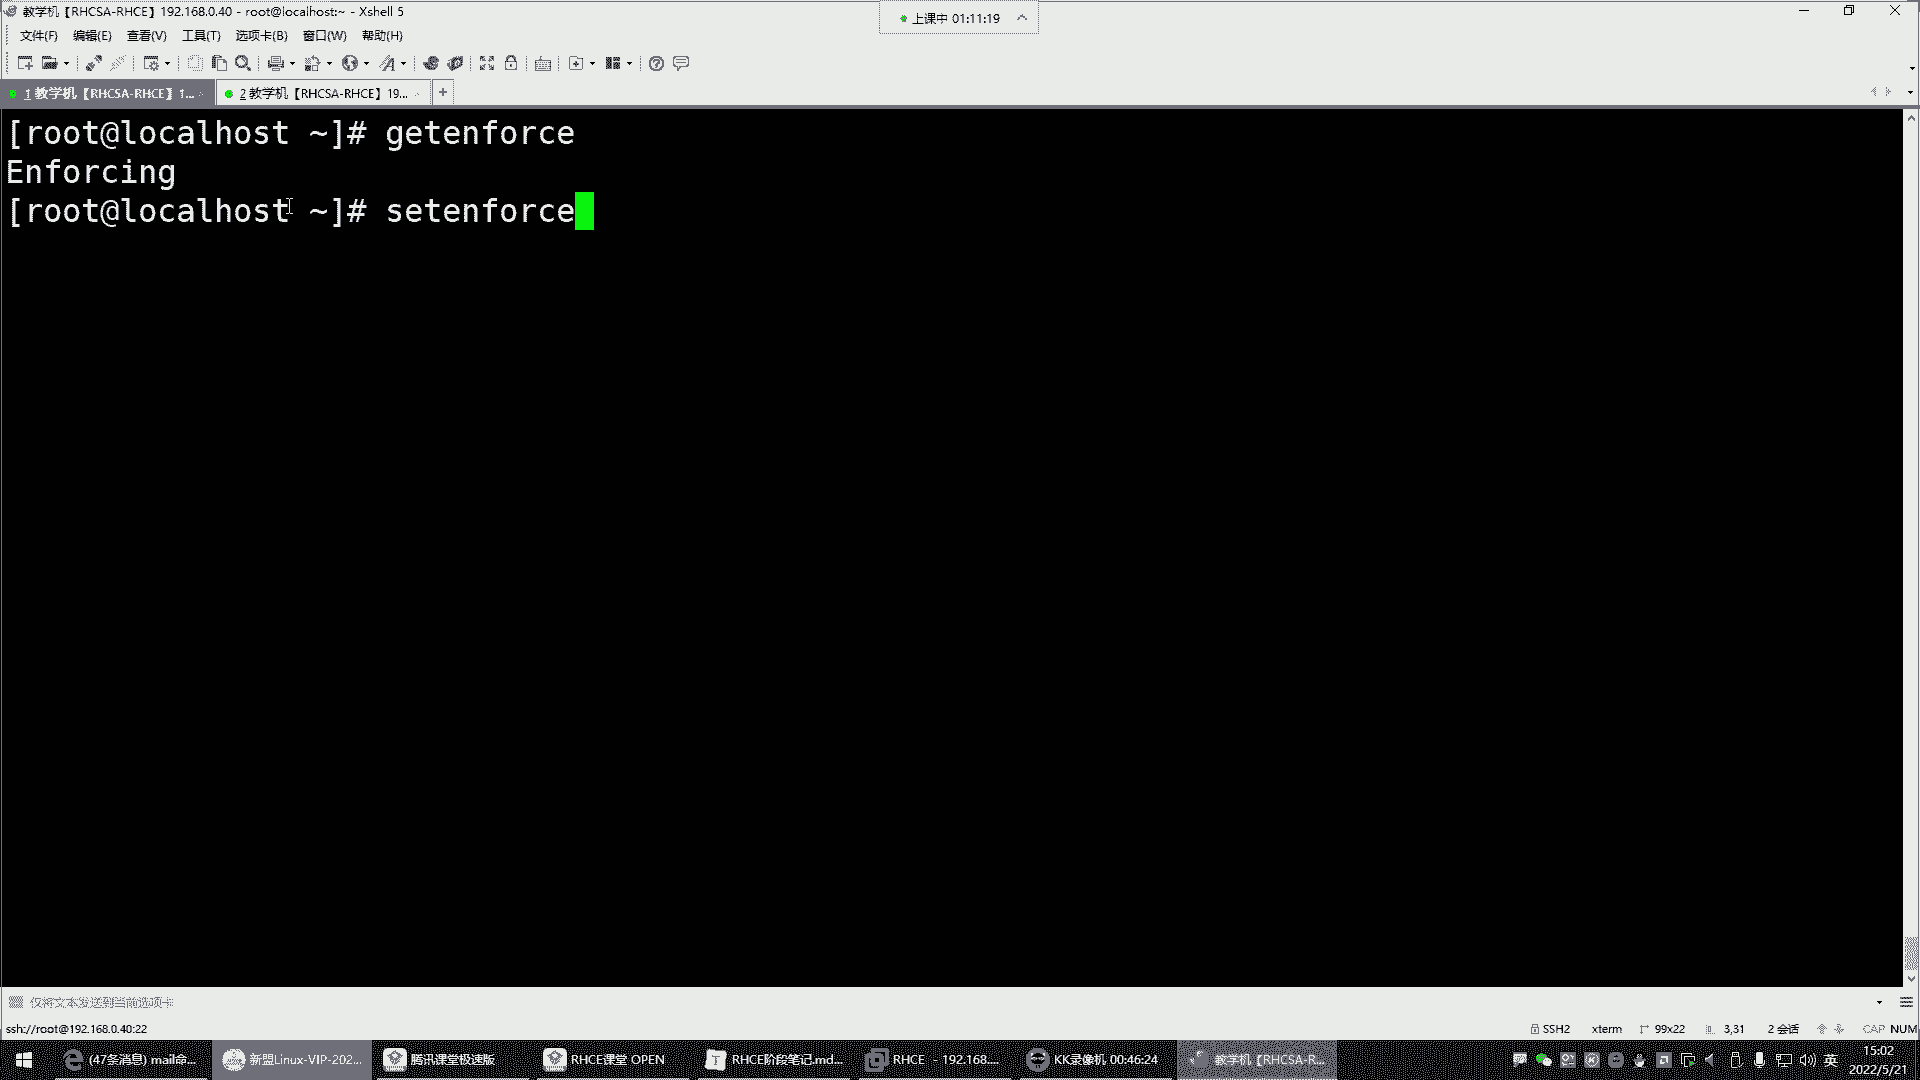 教学机【RHCSA-RHCE】192.168.0.40 - root@localhost:~ - Xshell 5
上课中 01:11:19
文件(F) 编辑(E) 查看(V) 工具(T) 选项卡(B) 窗口(W) 帮助(H)
1 教学机【RHCSA-RHCE】1... 2 教学机【RHCSA-RHCE】19...
[root@localhost ~]# getenforce
Enforcing
[root@localhost ~]# setenforce
仅将文本发送到当前选项卡
ssh://root@192.168.0.40:22 SSH2 xterm 99x22 3,31 2 会话 CAP NUM
(47条消息) mail命... 新盟Linux-VIP-202... 腾讯课堂极速版 RHCE课堂 OPEN RHCE阶段笔记.md... RHCE - 192.168.... KK录像机 00:46:24 教学机【RHCSA-R... 英 15:02
2022/5/21